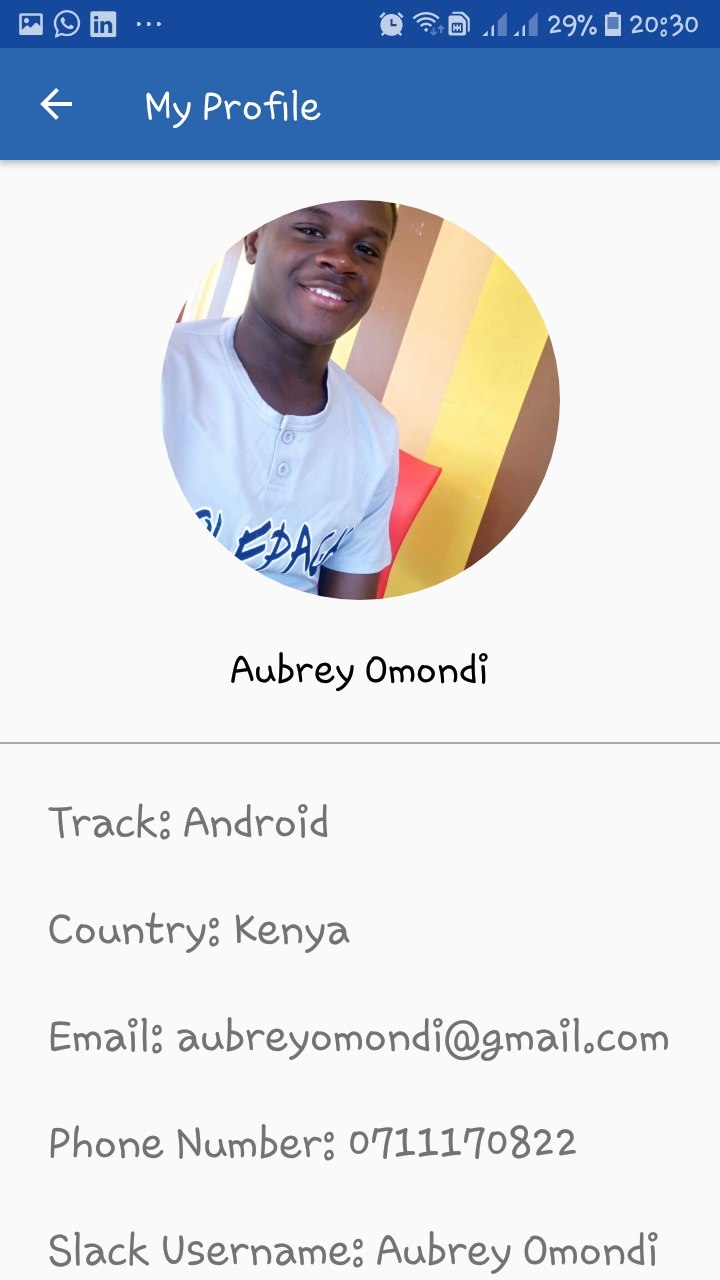 29% 20:30
My Profile
Aubrey Omondi
Track: Android
Country: Kenya
Email: aubreyomondi@gmail.com
Phone Number: 0711170822
Slack Username: Aubrey Omondi